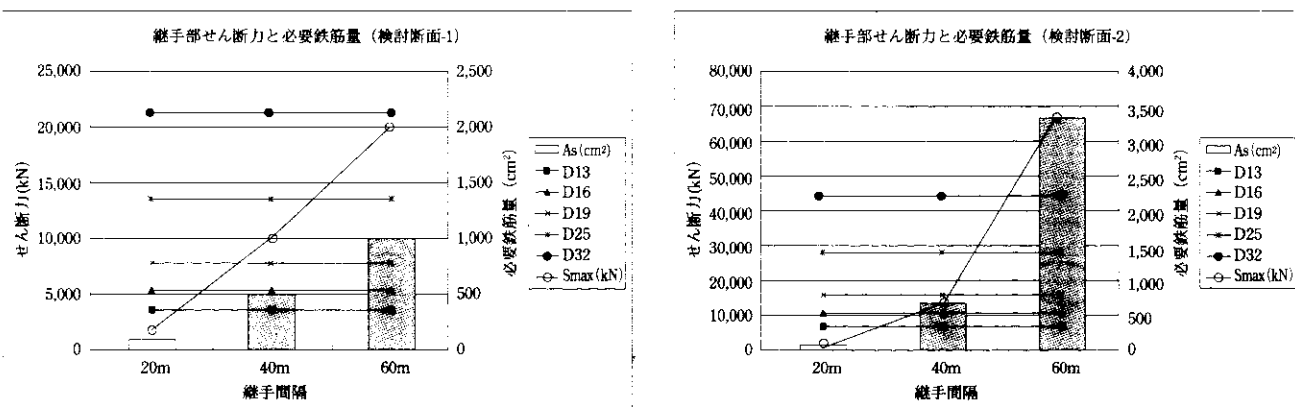 継手部せん断力と必要鉄筋量（検討断面-1）
せん断力(kN)
25,000
20,000
15,000
10,000
5,000
0
2,500
2,000
1,500
1,000
500
0
必要鉄筋量 (cm²)
20m
40m
60m
継手間隔
As(cm²)
D13
D16
D19
D25
D32
Smax(kN)
継手部せん断力と必要鉄筋量（検討断面-2）
せん断力(kN)
80,000
70,000
60,000
50,000
40,000
30,000
20,000
10,000
0
4,000
3,500
3,000
2,500
2,000
1,500
1,000
500
0
必要鉄筋量 (cm²)
20m
40m
60m
継手間隔
As(cm²)
D13
D16
D19
D25
D32
Smax(kN)